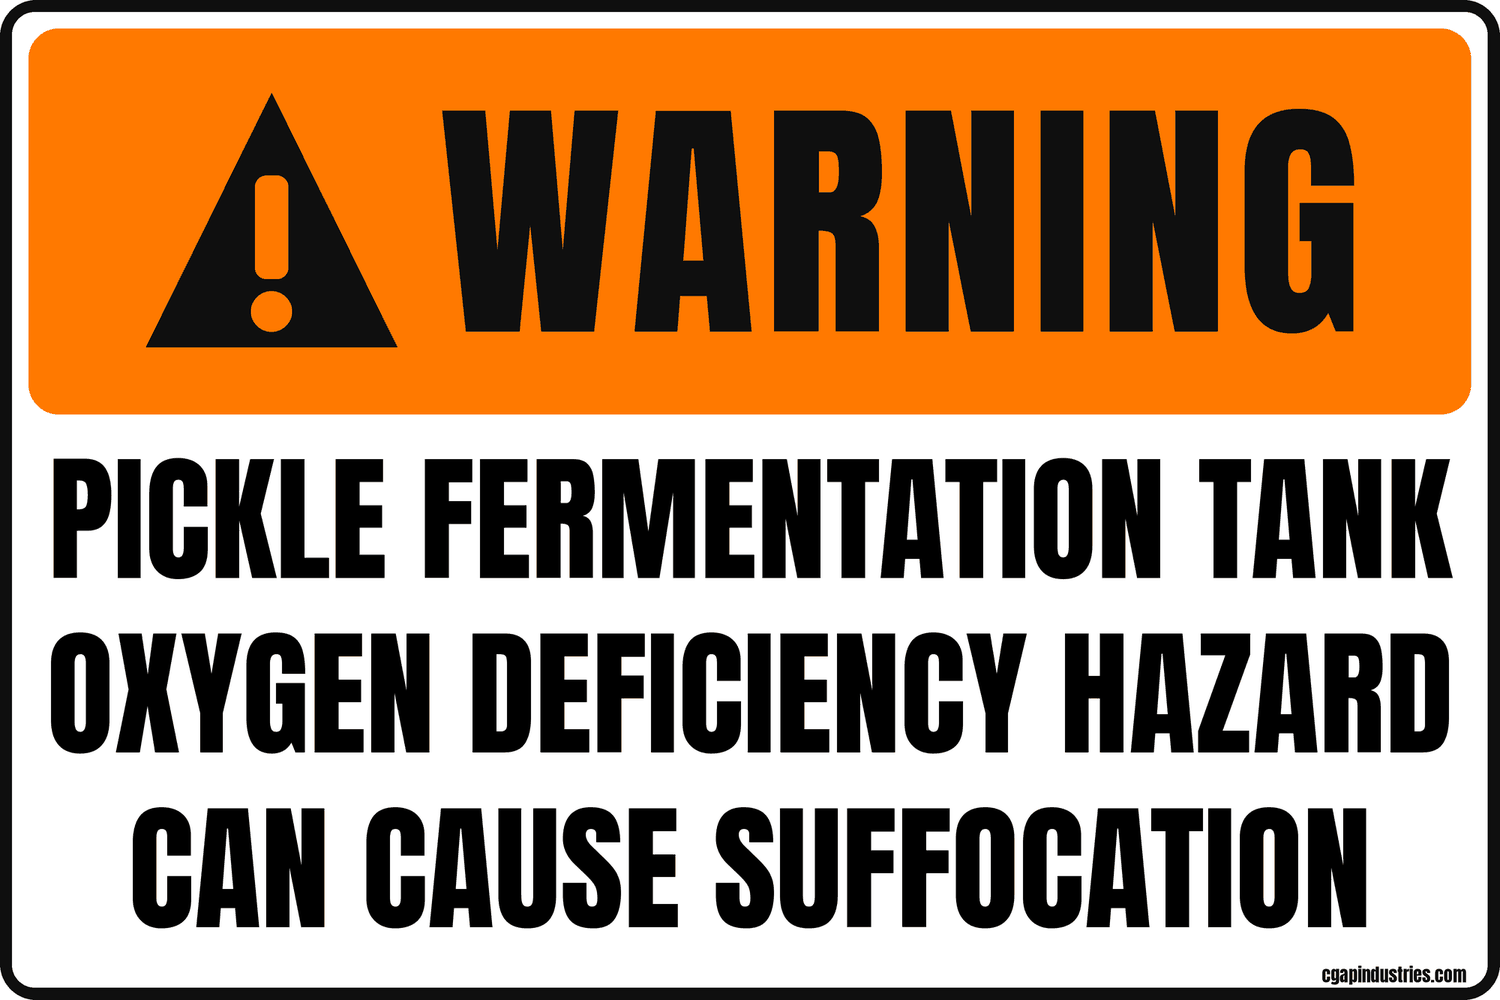 WARNING
PICKLE FERMENTATION TANK
OXYGEN DEFICIENCY HAZARD
CAN CAUSE SUFFOCATION
cgapindustries.com